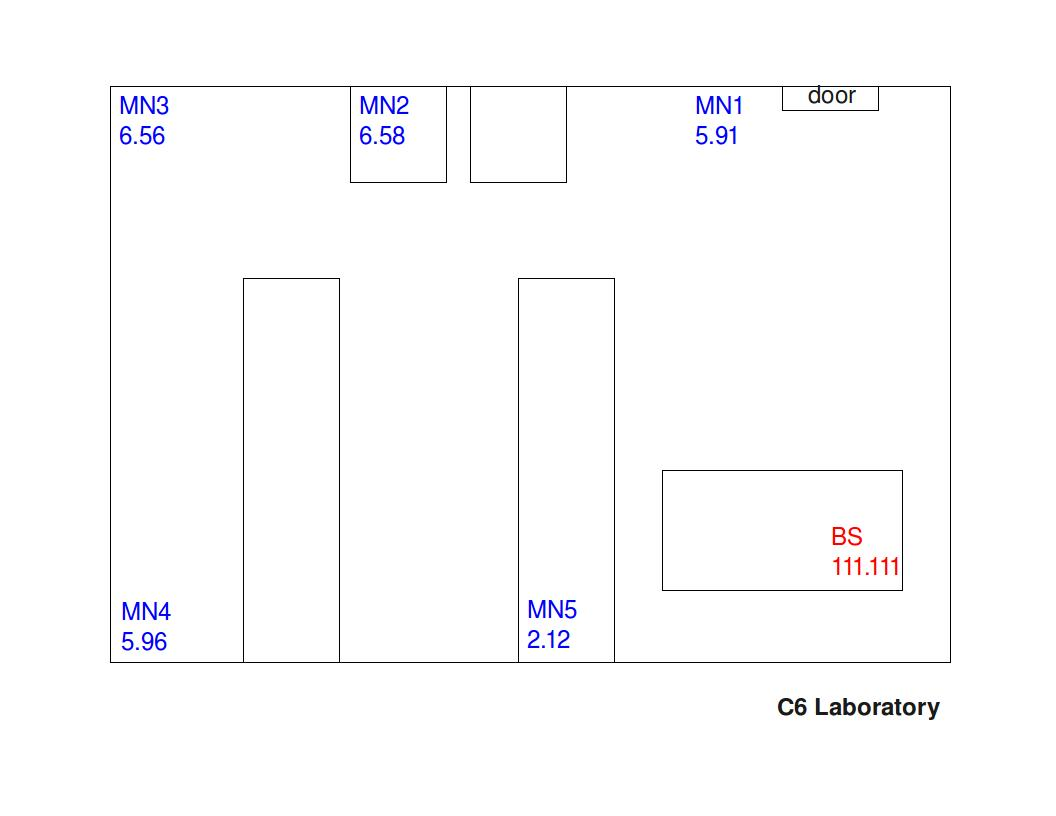 MN3
6.56
MN2
6.58
MN1
5.91
door
BS
111.111
MN4
5.96
MN5
2.12
C6 Laboratory